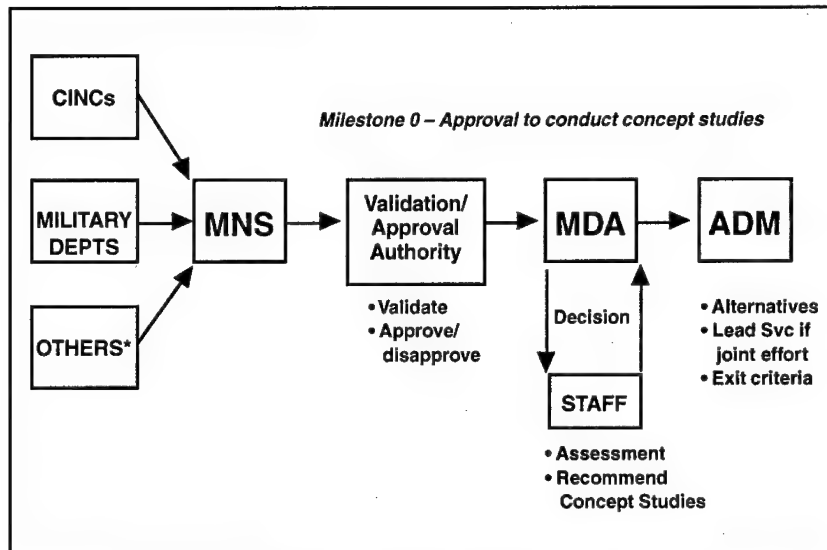 CINCs
Milestone 0 – Approval to conduct concept studies
MILITARY
DEPTS
MNS
Validation/
Approval
Authority
MDA
ADM
• Validate
• Approve/
disapprove
Decision
• Alternatives
• Lead Svc if
joint effort
• Exit criteria
OTHERS*
STAFF
• Assessment
• Recommend
Concept Studies